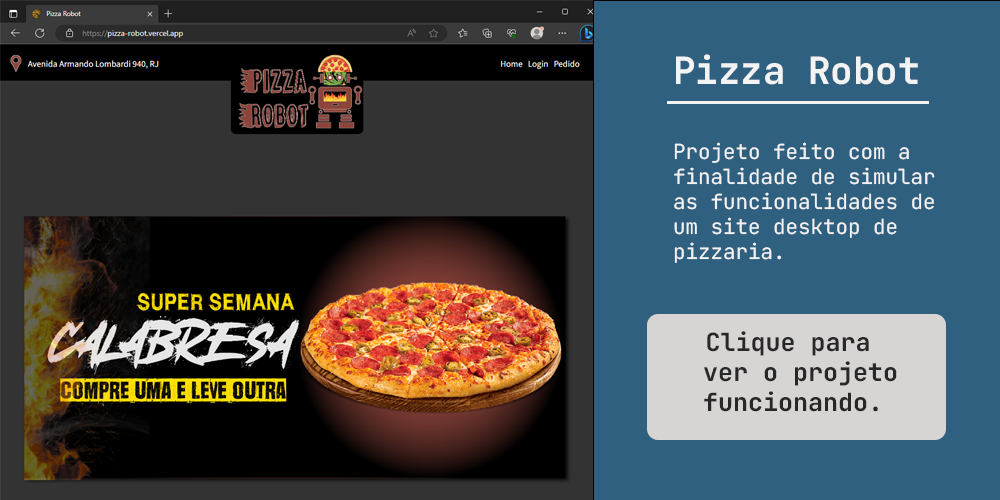 Pizza Robot
https://pizza-robot.vercel.app
Avenida Armando Lombardi 940, RJ
Home Login Pedido
PIZZA
ROBOT
SUPER SEMANA
CALABRESA
COMPRE UMA E LEVE OUTRA
Pizza Robot
Projeto feito com a
finalidade de simular
as funcionalidades de
um site desktop de
pizzaria.
Clique para
ver o projeto
funcionando.